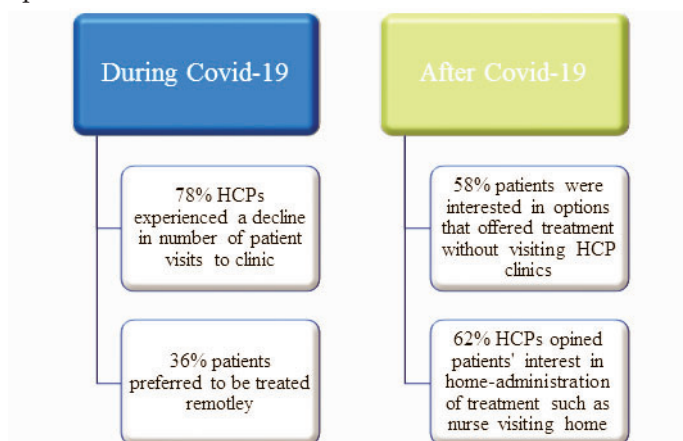 During Covid-19
78% HCPs
experienced a decline
in number of patient
visits to clinic
36% patients
preferred to be treated
remotley
After Covid-19
58% patients were
interested in options
that offered treatment
without visiting HCP
clinics
62% HCPs opined
patients' interest in
home-administration
of treatment such as
nurse visiting home